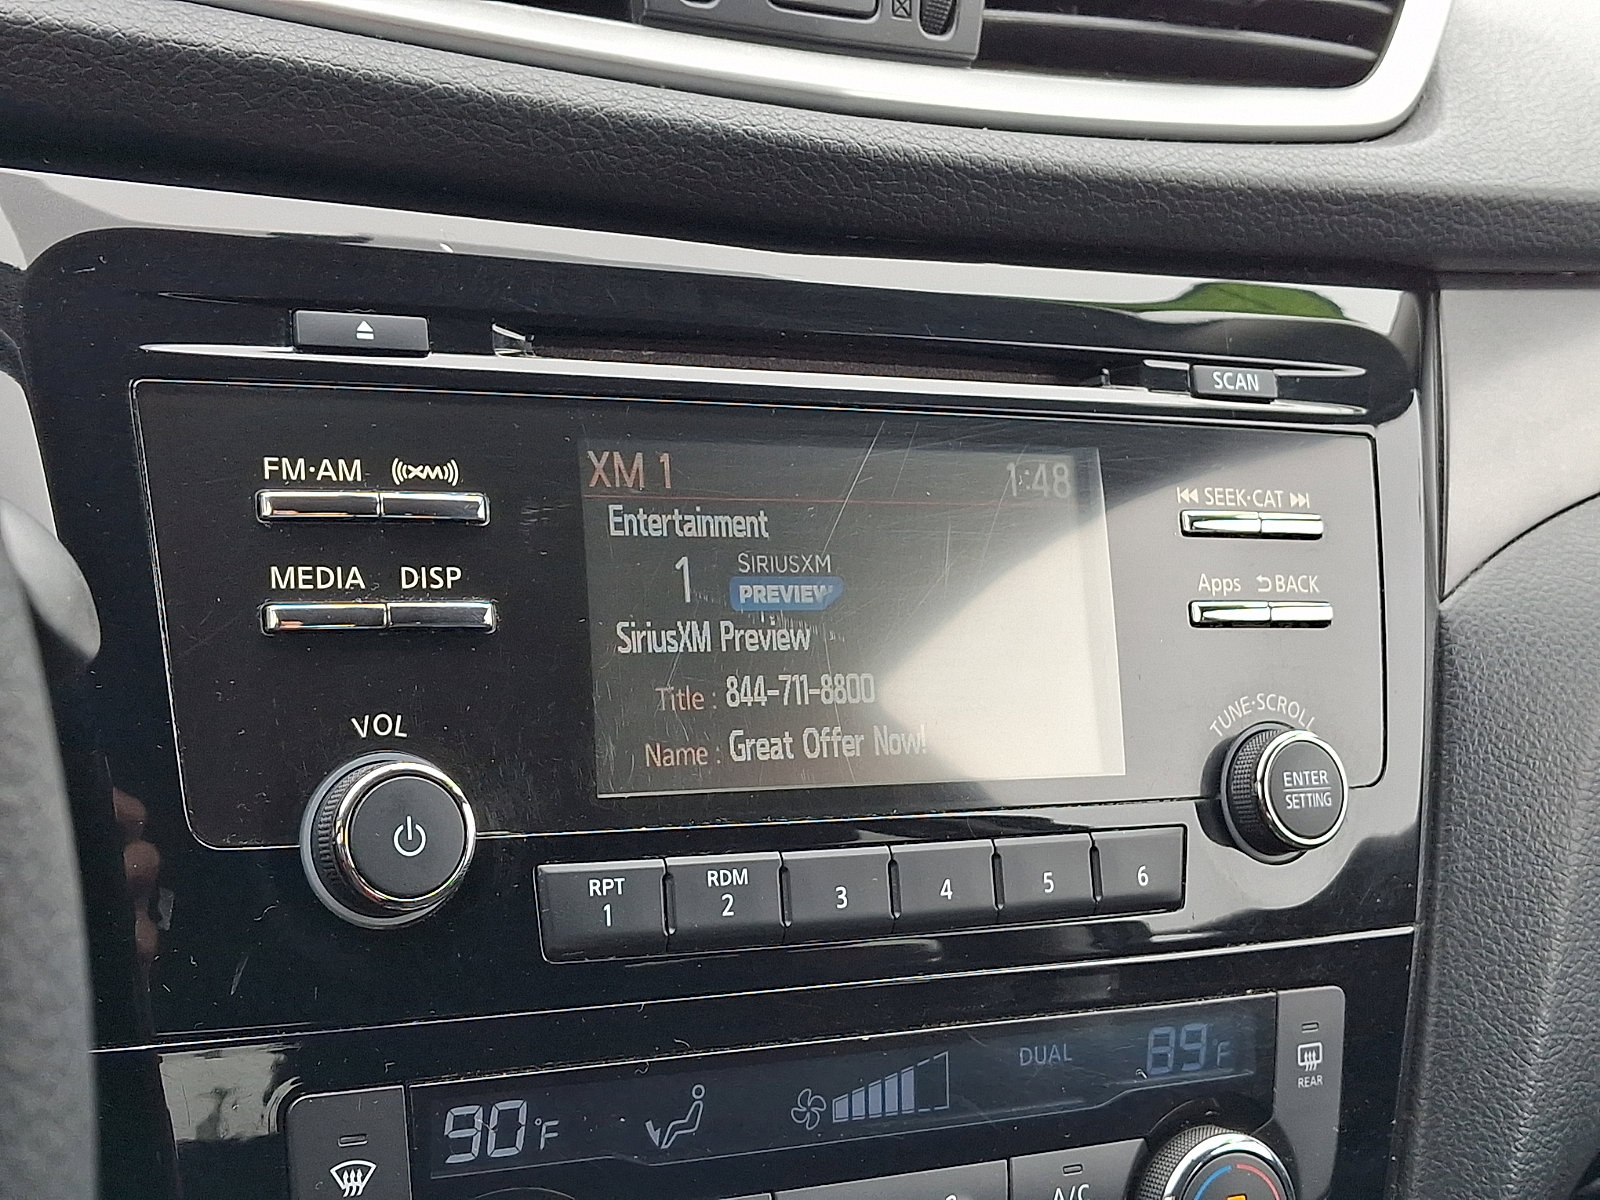 SCAN
FM·AM (((XM)))
XM 1 1:48
SEEK·CAT
Entertainment
1 SIRIUSXM
PREVIEW
MEDIA DISP
Apps BACK
SiriusXM Preview
Title : 844-711-8800
Name : Great Offer Now!
VOL
TUNE·SCROLL
ENTER
SETTING
RPT
1
RDM
2
3
4
5
6
DUAL 89°F
REAR
90°F
A/C